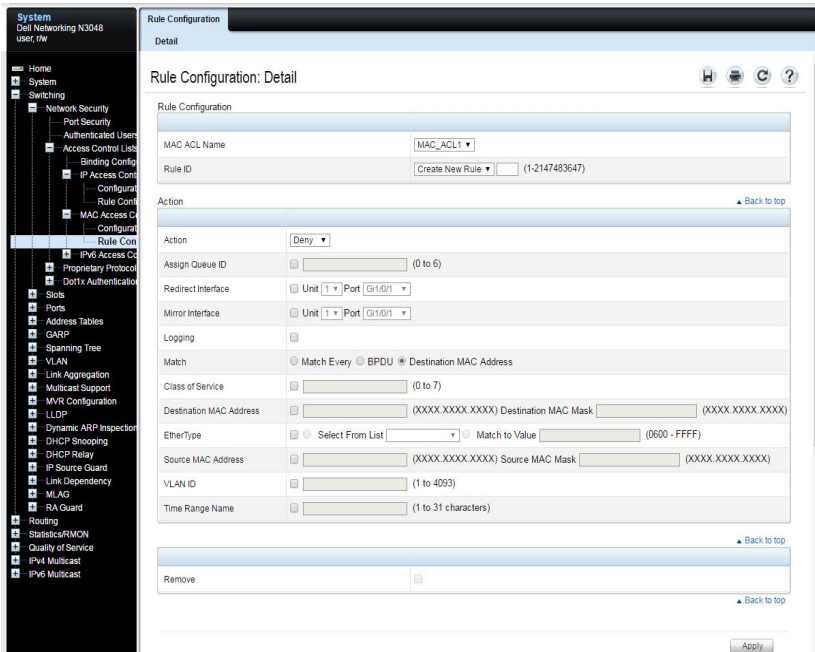 System
Dell Networking N3048
user, r/w
Home
System
Switching
Network Security
Port Security
Authenticated Users
Access Control Lists
Binding Config
IP Access Cont
Configurat
Rule Confi
MAC Access Co
Configurat
Rule Con
IPv6 Access Co
Proprietary Protocol
Dot1x Authentication
Slots
Ports
Address Tables
GARP
Spanning Tree
VLAN
Link Aggregation
Multicast Support
MVR Configuration
LLDP
Dynamic ARP Inspection
DHCP Snooping
DHCP Relay
IP Source Guard
Link Dependency
MLAG
RA Guard
Routing
Statistics/RMON
Quality of Service
IPv4 Multicast
IPv6 Multicast
Rule Configuration
Detail
Rule Configuration: Detail
Rule Configuration
MAC ACL Name MAC_ACL1
Rule ID Create New Rule (1-2147483647)
Action Back to top
Action Deny
Assign Queue ID (0 to 6)
Redirect Interface Unit 1 Port Gi1/0/1
Mirror Interface Unit 1 Port Gi1/0/1
Logging
Match Match Every BPDU Destination MAC Address
Class of Service (0 to 7)
Destination MAC Address (XXXX.XXXX.XXXX) Destination MAC Mask (XXXX.XXXX.XXXX)
EtherType Select From List Match to Value (0600 - FFFF)
Source MAC Address (XXXX.XXXX.XXXX) Source MAC Mask (XXXX.XXXX.XXXX)
VLAN ID (1 to 4093)
Time Range Name (1 to 31 characters)
Back to top
Remove
Back to top
Apply